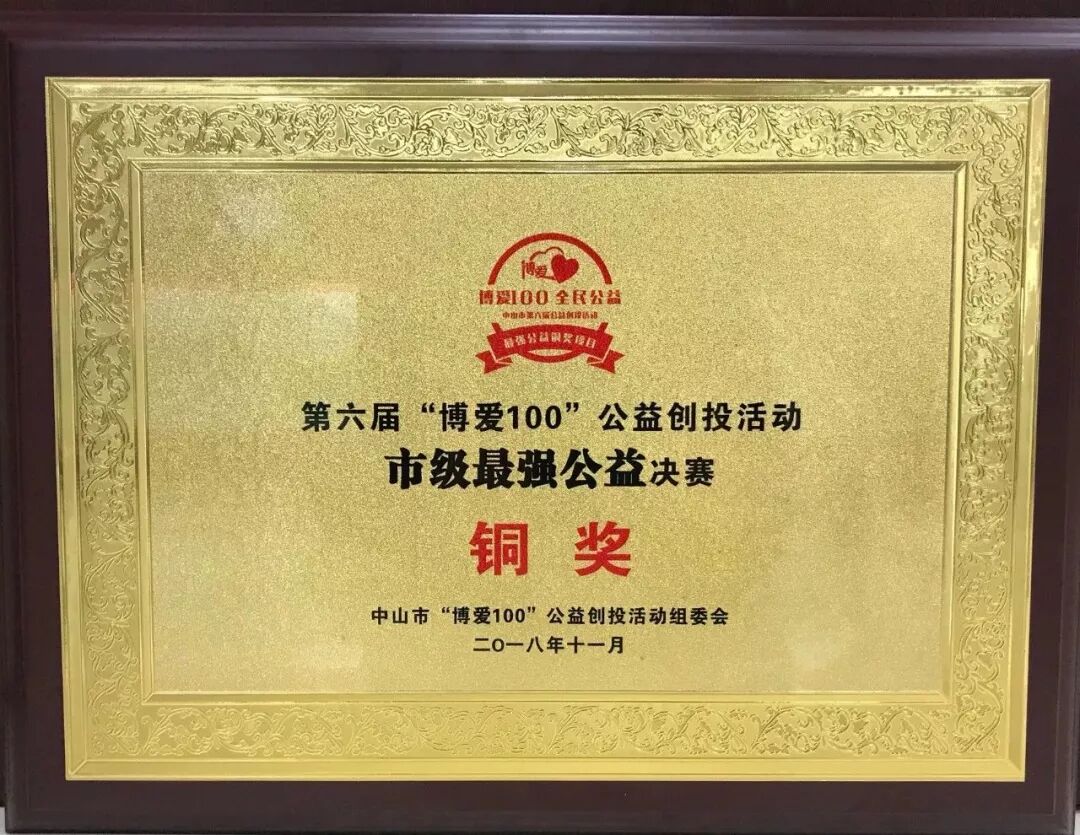 博爱
博爱100 全民公益
中山市第六届公益创投活动
最强公益铜奖项目
第六届“博爱100”公益创投活动
市级最强公益决赛
铜 奖
中山市“博爱100”公益创投活动组委会
二〇一八年十一月